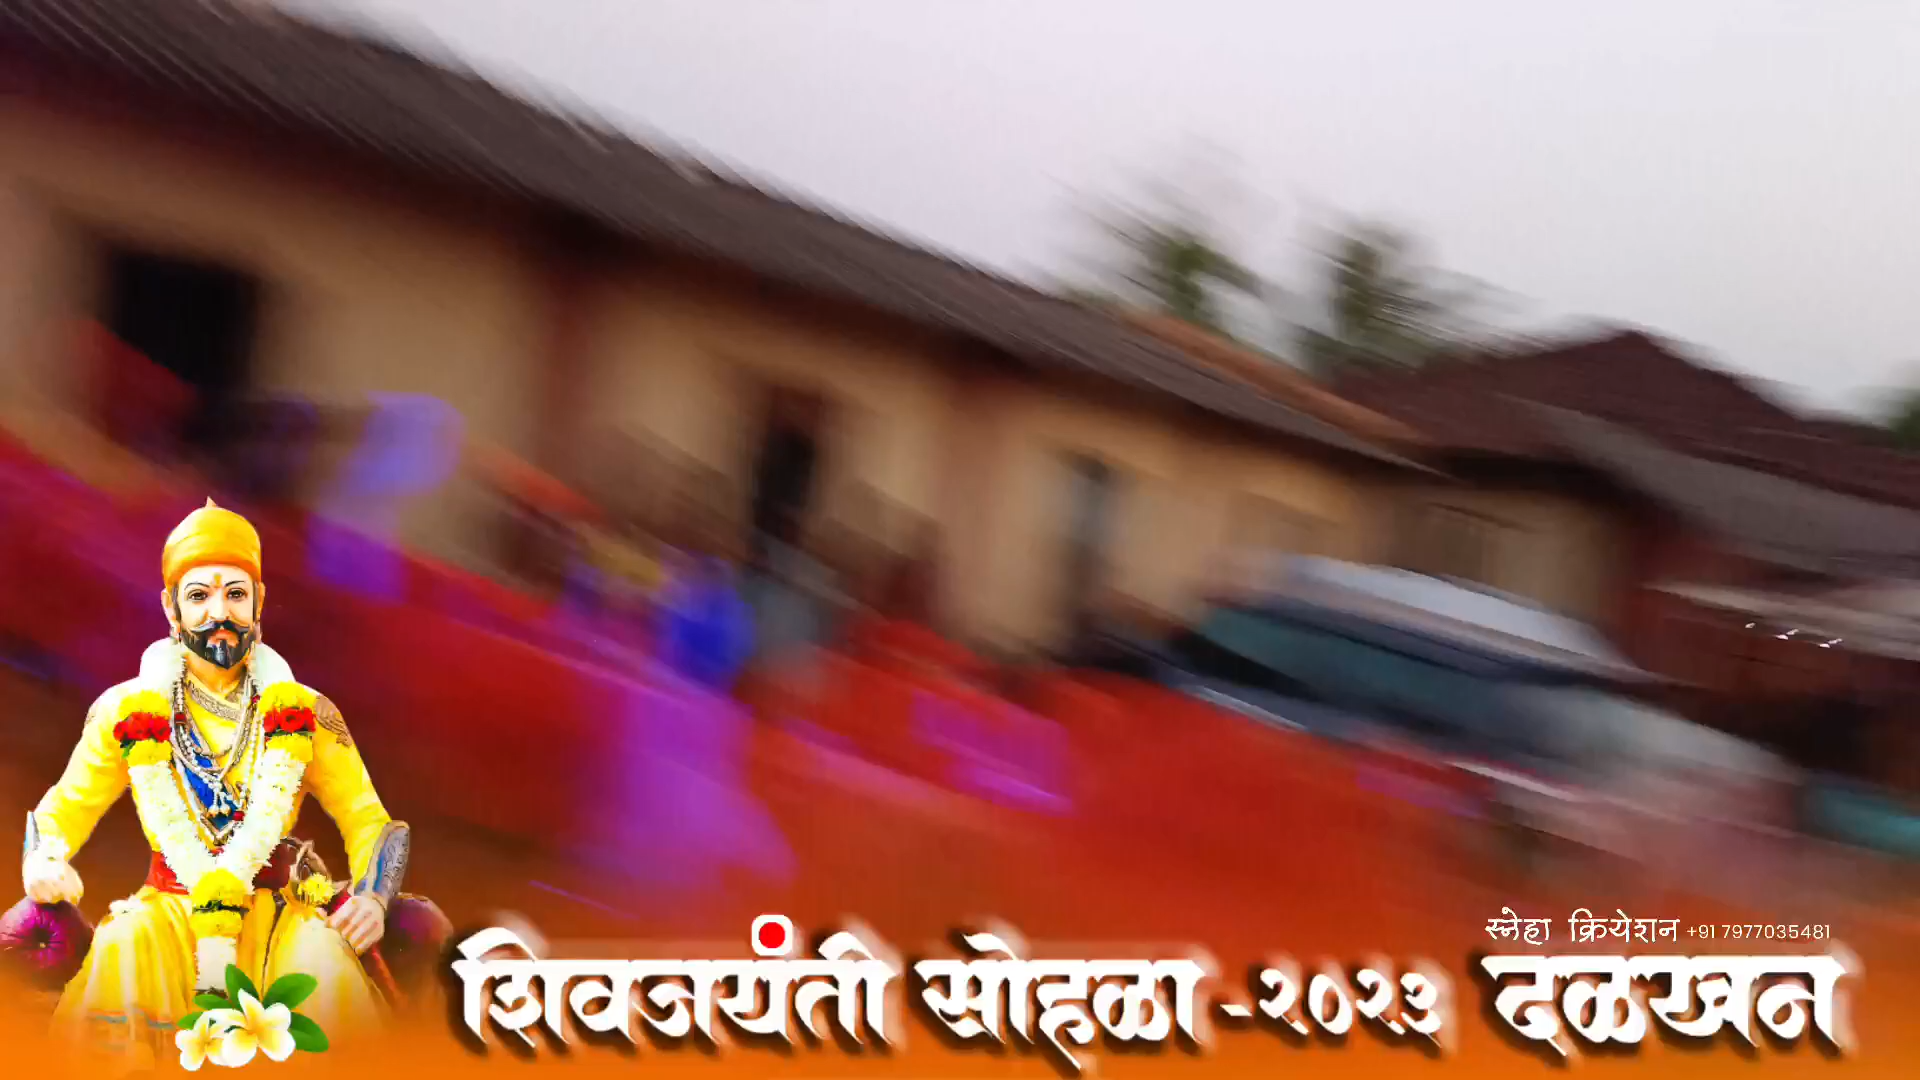 स्नेहा क्रियेशन +91 7977035481
शिवजयंती सोहळा -२०२३ दळखन